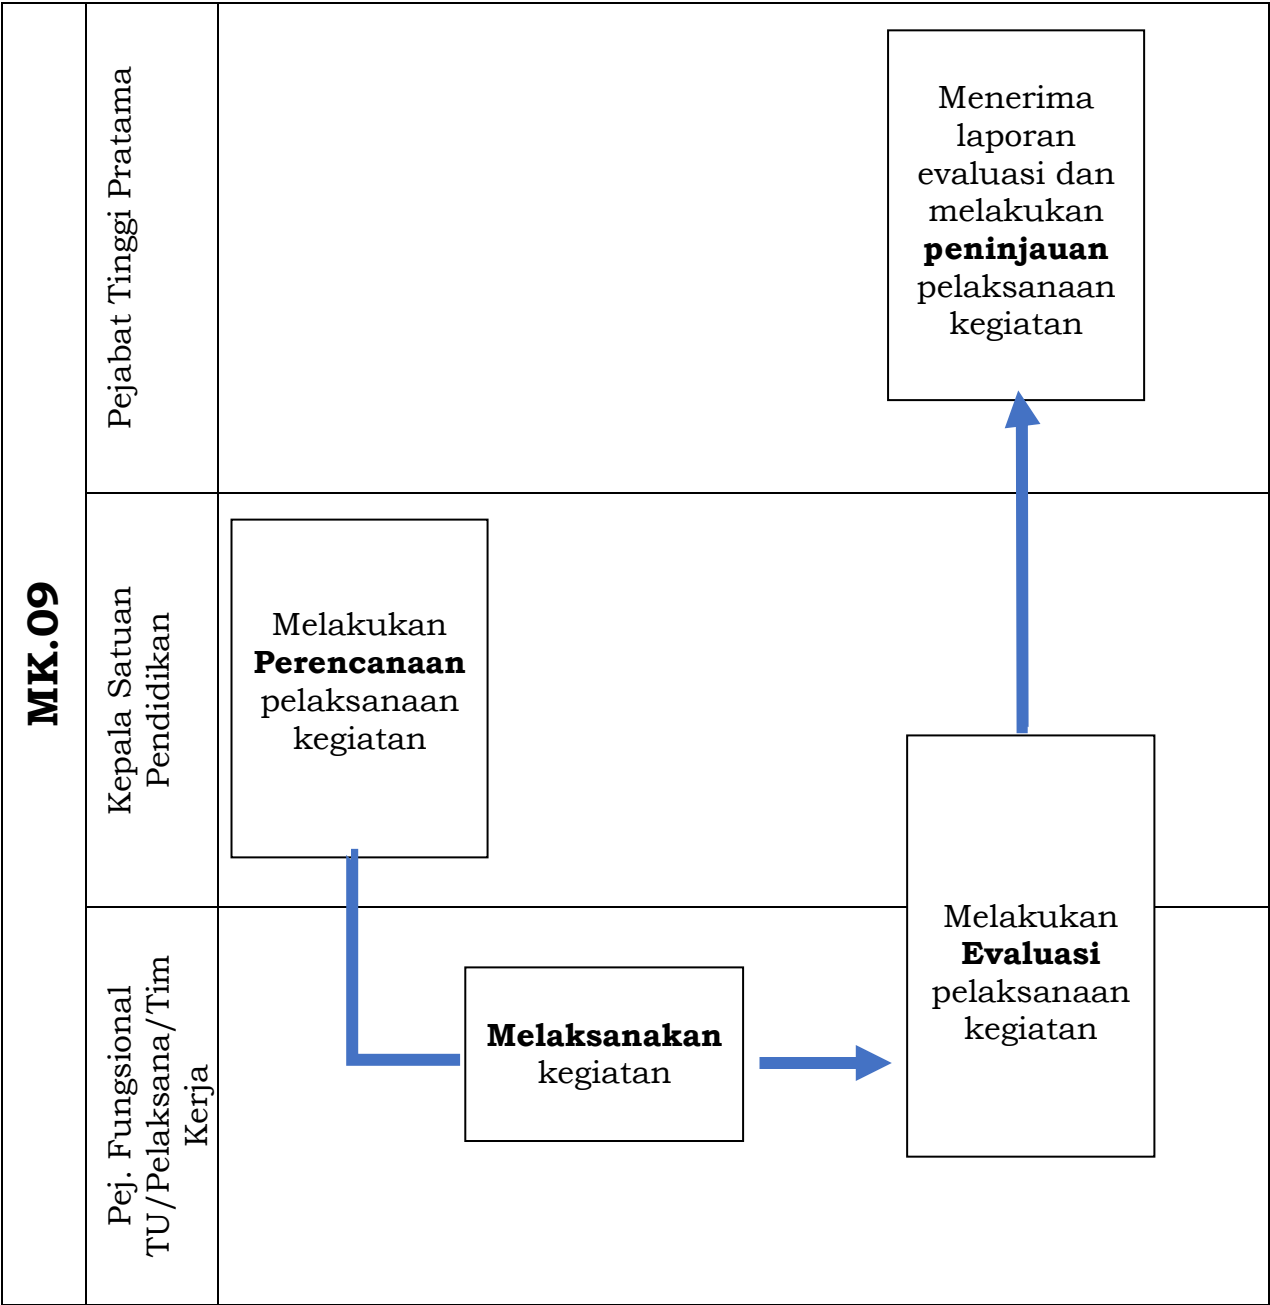 MK.09
Pejabat Tinggi Pratama
Menerima
laporan
evaluasi dan
melakukan
peninjauan
pelaksanaan
kegiatan
Kepala Satuan
Pendidikan
Melakukan
Perencanaan
pelaksanaan
kegiatan
Pej. Fungsional
TU/Pelaksana/Tim
Kerja
Melaksanakan
kegiatan
Melakukan
Evaluasi
pelaksanaan
kegiatan